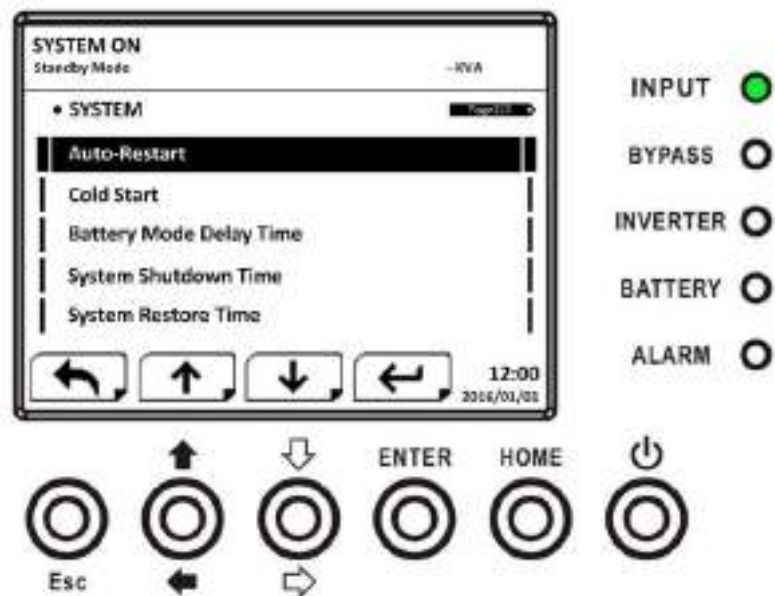 SYSTEM ON
Standby Mode
--KVA
• SYSTEM
Auto-Restart
Cold Start
Battery Mode Delay Time
System Shutdown Time
System Restore Time
12:00
2016/01/01
INPUT
BYPASS
INVERTER
BATTERY
ALARM
ENTER
HOME
Esc